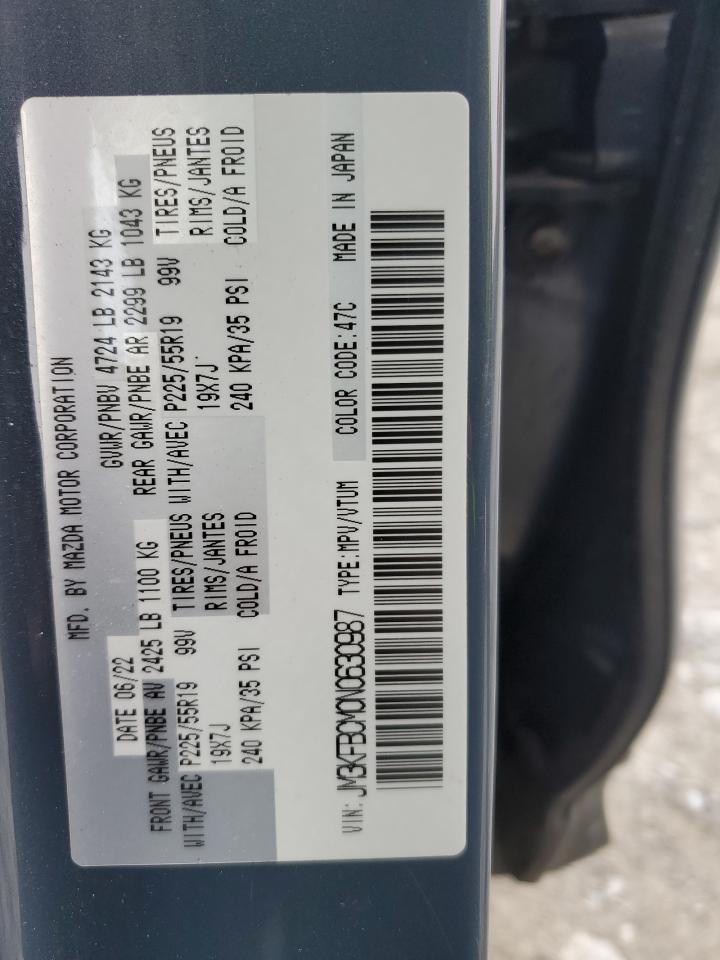 MFD. BY MAZDA MOTOR CORPORATION
DATE 06/22 GVWR/PNBV 4724 LB 2143 KG
FRONT GAWR/PNBE AV 2425 LB 1100 KG REAR GAWR/PNBE AR 2299 LB 1043 KG
WITH/AVEC P225/55R19 99V TIRES/PNEUS WITH/AVEC P225/55R19 99V TIRES/PNEUS
19X7J RIMS/JANTES 19X7J RIMS/JANTES
240 KPA/35 PSI COLD/A FROID 240 KPA/35 PSI COLD/A FROID
VIN: JM3KFBCM0N0630987 TYPE:MPV/VTUM COLOR CODE:47C MADE IN JAPAN